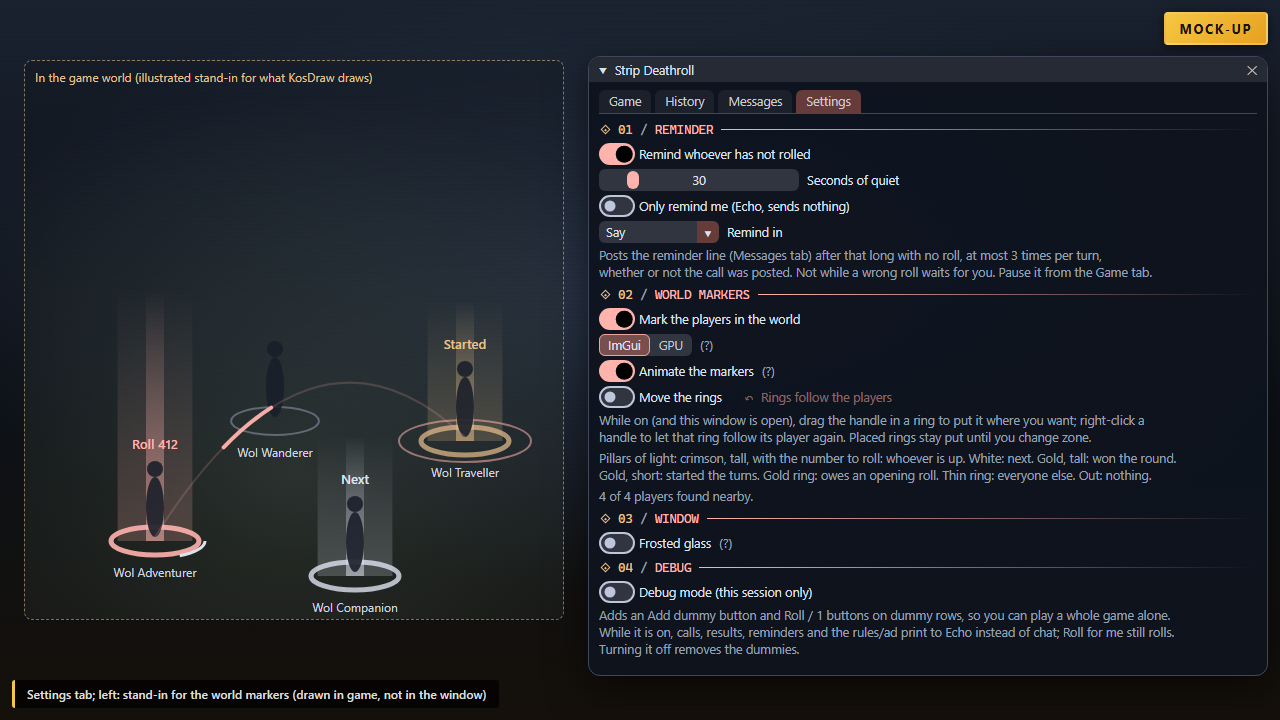 MOCK-UP
In the game world (illustrated stand-in for what KosDraw draws)
Started
Roll 412
Wol Wanderer
Wol Traveller
Next
Wol Adventurer
Wol Companion
Strip Deathroll
Game History Messages Settings
01 / REMINDER
Remind whoever has not rolled
30 Seconds of quiet
Only remind me (Echo, sends nothing)
Say Remind in
Posts the reminder line (Messages tab) after that long with no roll, at most 3 times per turn,
whether or not the call was posted. Not while a wrong roll waits for you. Pause it from the Game tab.
02 / WORLD MARKERS
Mark the players in the world
ImGui GPU (?)
Animate the markers (?)
Move the rings Rings follow the players
While on (and this window is open), drag the handle in a ring to put it where you want; right-click a
handle to let that ring follow its player again. Placed rings stay put until you change zone.
Pillars of light: crimson, tall, with the number to roll: whoever is up. White: next. Gold, tall: won the round.
Gold, short: started the turns. Gold ring: owes an opening roll. Thin ring: everyone else. Out: nothing.
4 of 4 players found nearby.
03 / WINDOW
Frosted glass (?)
04 / DEBUG
Debug mode (this session only)
Adds an Add dummy button and Roll / 1 buttons on dummy rows, so you can play a whole game alone.
While it is on, calls, results, reminders and the rules/ad print to Echo instead of chat; Roll for me still rolls.
Turning it off removes the dummies.
Settings tab; left: stand-in for the world markers (drawn in game, not in the window)